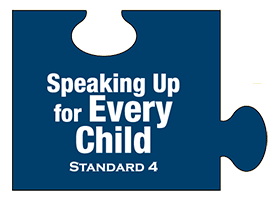 Speaking Up
for Every
Child
STANDARD 4